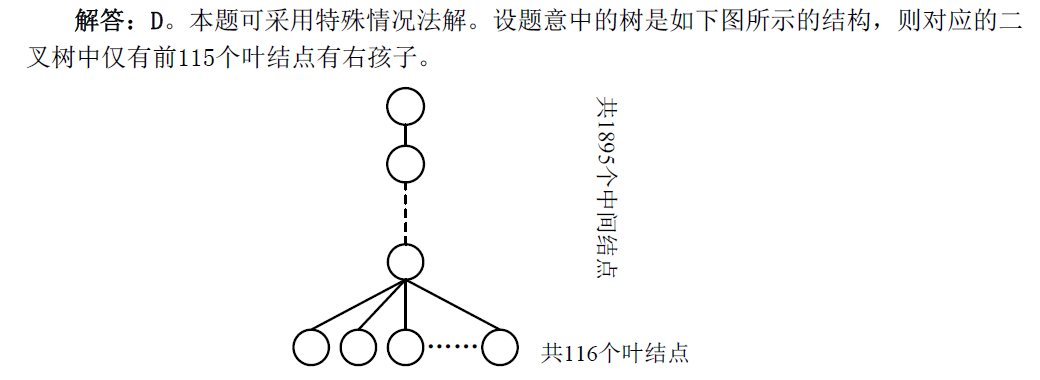 解答：D。本题可采用特殊情况法解。设题意中的树是如下图所示的结构，则对应的二
叉树中仅有前115个叶结点有右孩子。
共1895个中间结点
共116个叶结点